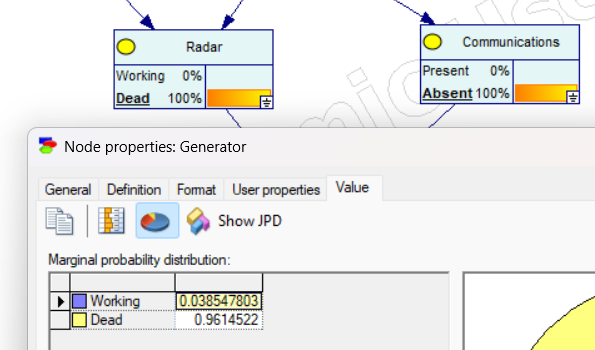 Radar
Working 0%
Dead 100%
Communications
Present 0%
Absent 100%
Node properties: Generator
General Definition Format User properties Value
Show JPD
Marginal probability distribution:
Working 0.038547803
Dead 0.9614522